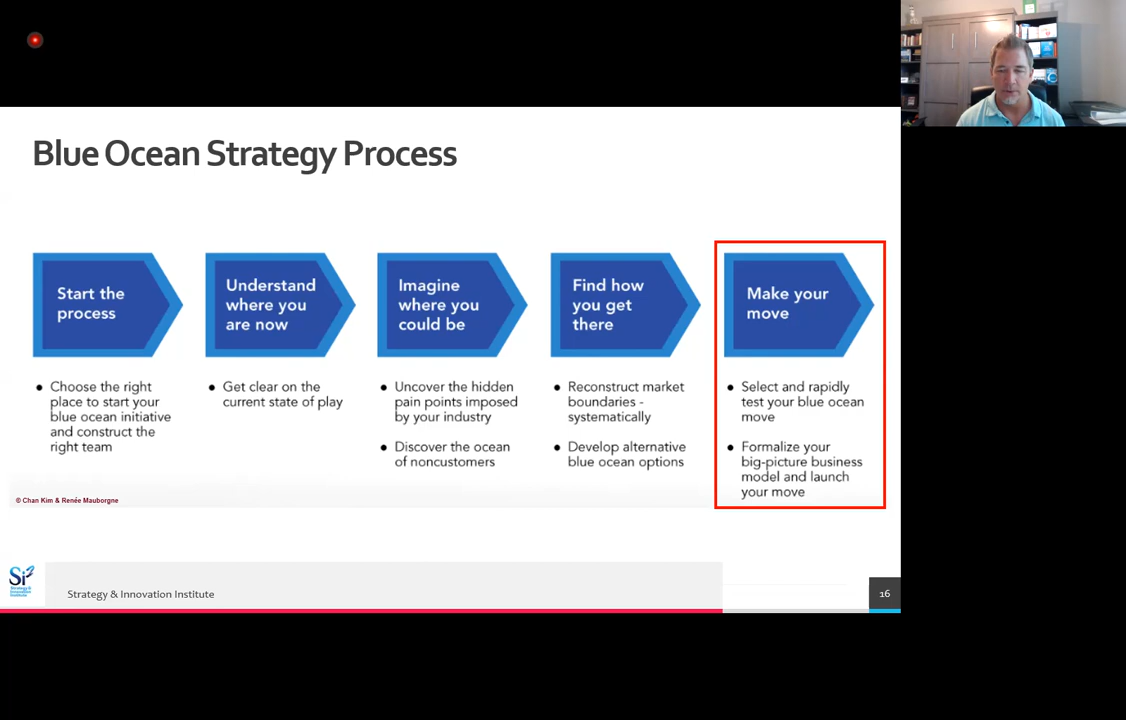 Blue Ocean Strategy Process
Start the
process
Understand
where you
are now
Imagine
where you
could be
Find how
you get
there
Make your
move
● Choose the right
place to start your
blue ocean initiative
and construct the
right team
● Get clear on the
current state of play
● Uncover the hidden
pain points imposed
by your industry
● Discover the ocean
of noncustomers
● Reconstruct market
boundaries -
systematically
● Develop alternative
blue ocean options
● Select and rapidly
test your blue ocean
move
● Formalize your
big-picture business
model and launch
your move
© Chan Kim & Renée Mauborgne
Si
Strategy &
Innovation
Institute
Strategy & Innovation Institute
16